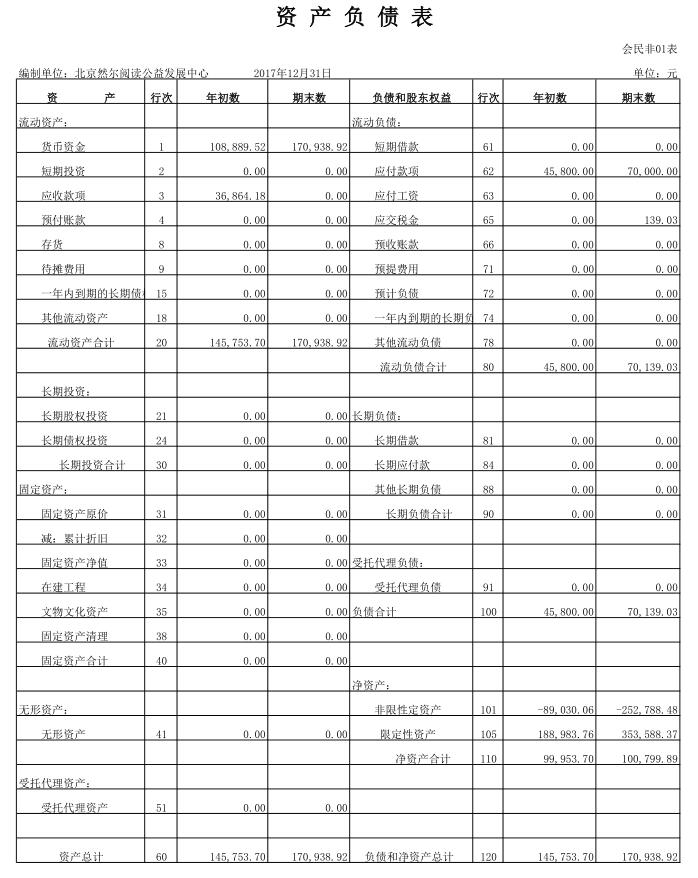 资 产 负 债 表
会民非01表
编制单位：北京然尔阅读公益发展中心 2017年12月31日 单位：元
资 产 行次 年初数 期末数 负债和股东权益 行次 年初数 期末数
流动资产： 流动负债：
货币资金 1 108,889.52 170,938.92 短期借款 61 0.00 0.00
短期投资 2 0.00 0.00 应付款项 62 45,800.00 70,000.00
应收款项 3 36,864.18 0.00 应付工资 63 0.00 0.00
预付账款 4 0.00 0.00 应交税金 65 0.00 139.03
存货 8 0.00 0.00 预收账款 66 0.00 0.00
待摊费用 9 0.00 0.00 预提费用 71 0.00 0.00
一年内到期的长期债 15 0.00 0.00 预计负债 72 0.00 0.00
其他流动资产 18 0.00 0.00 一年内到期的长期负 74 0.00 0.00
流动资产合计 20 145,753.70 170,938.92 其他流动负债 78 0.00 0.00
流动负债合计 80 45,800.00 70,139.03
长期投资：
长期股权投资 21 0.00 0.00 长期负债：
长期债权投资 24 0.00 0.00 长期借款 81 0.00 0.00
长期投资合计 30 0.00 0.00 长期应付款 84 0.00 0.00
固定资产： 其他长期负债 88 0.00 0.00
固定资产原价 31 0.00 0.00 长期负债合计 90 0.00 0.00
减：累计折旧 32 0.00 0.00
固定资产净值 33 0.00 0.00 受托代理负债：
在建工程 34 0.00 0.00 受托代理负债 91 0.00 0.00
文物文化资产 35 0.00 0.00 负债合计 100 45,800.00 70,139.03
固定资产清理 38 0.00 0.00
固定资产合计 40 0.00 0.00
净资产：
无形资产： 非限性定资产 101 -89,030.06 -252,788.48
无形资产 41 0.00 0.00 限定性资产 105 188,983.76 353,588.37
净资产合计 110 99,953.70 100,799.89
受托代理资产：
受托代理资产 51 0.00 0.00
资产总计 60 145,753.70 170,938.92 负债和净资产总计 120 145,753.70 170,938.92